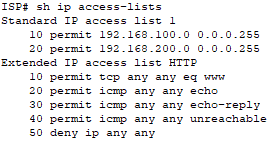 ISP# sh ip access-lists
Standard IP access list 1
10 permit 192.168.100.0 0.0.0.255
20 permit 192.168.200.0 0.0.0.255
Extended IP access list HTTP
10 permit tcp any any eq www
20 permit icmp any any echo
30 permit icmp any any echo-reply
40 permit icmp any any unreachable
50 deny ip any any